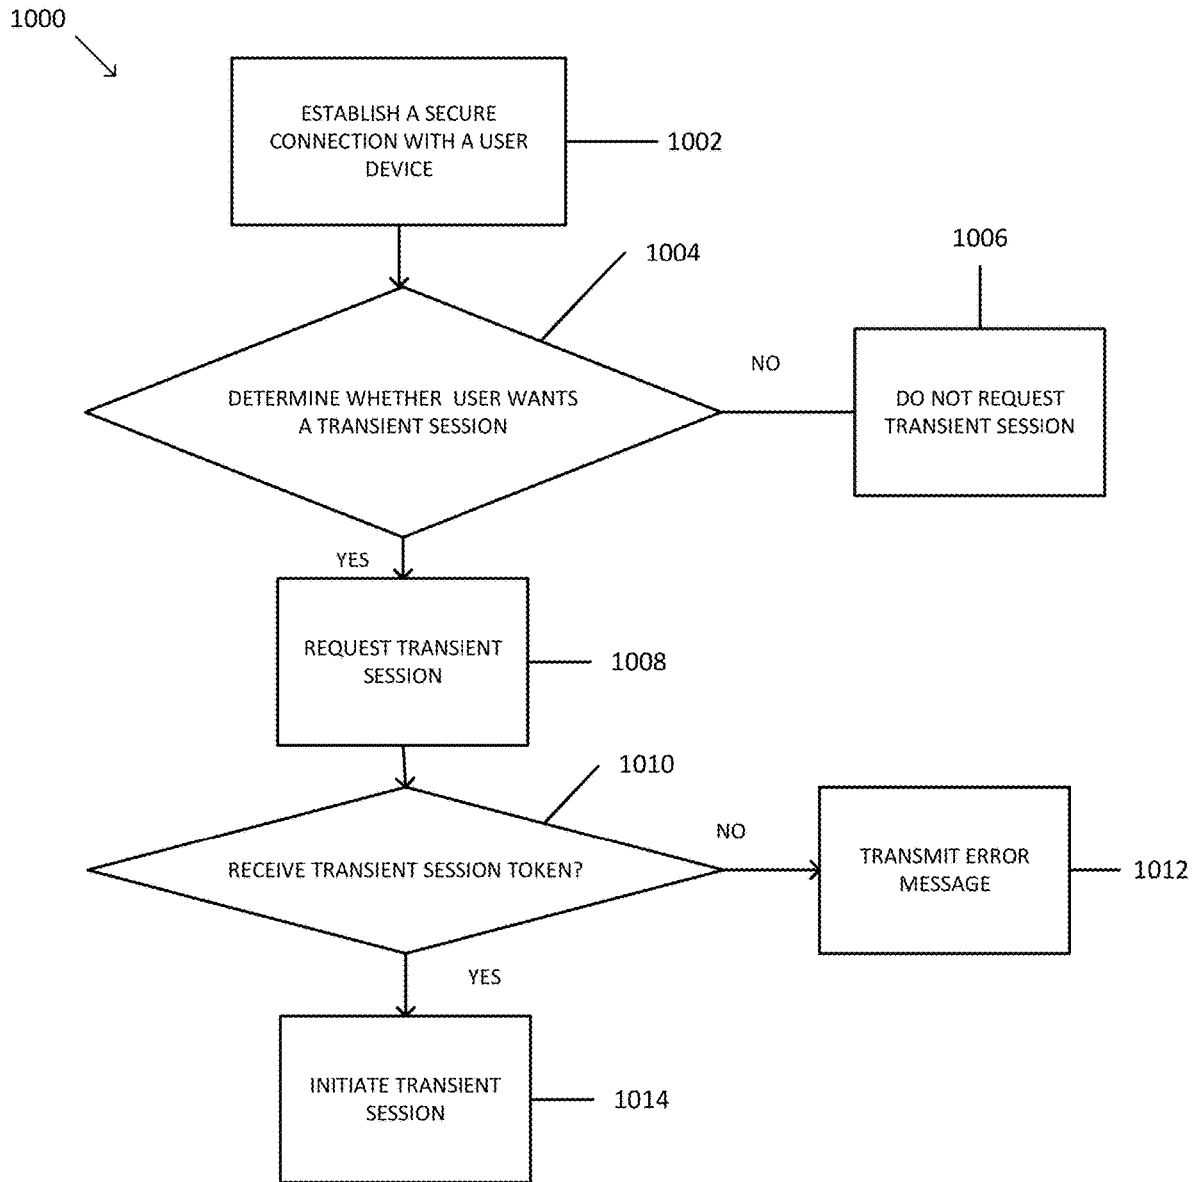 1000
ESTABLISH A SECURE
CONNECTION WITH A USER
DEVICE
1002
1004
DETERMINE WHETHER USER WANTS
A TRANSIENT SESSION
NO
1006
DO NOT REQUEST
TRANSIENT SESSION
YES
REQUEST TRANSIENT
SESSION
1008
1010
RECEIVE TRANSIENT SESSION TOKEN?
NO
TRANSMIT ERROR
MESSAGE
1012
YES
INITIATE TRANSIENT
SESSION
1014